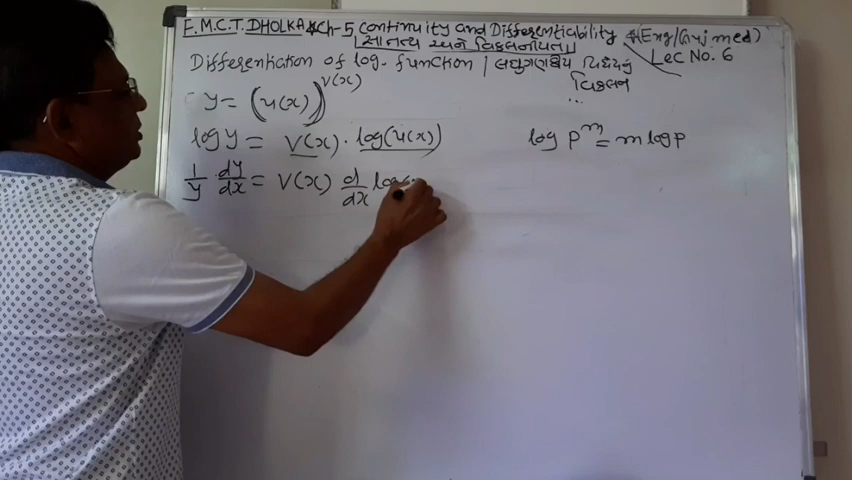 E.M.C.T. DHOLKA Ch-5 Continuity and Differentiability (Eng/Guj med)
સાતત્ય અને વિકલનીયતા
Lec No. 6
Differentiation of log-function | લઘુગણકીય વિધેયનું વિકલન
...
y = (u(x))^v(x)
log y = v(x) · log(u(x))
log p^m = m log p
1/y dy/dx = v(x) d/dx log